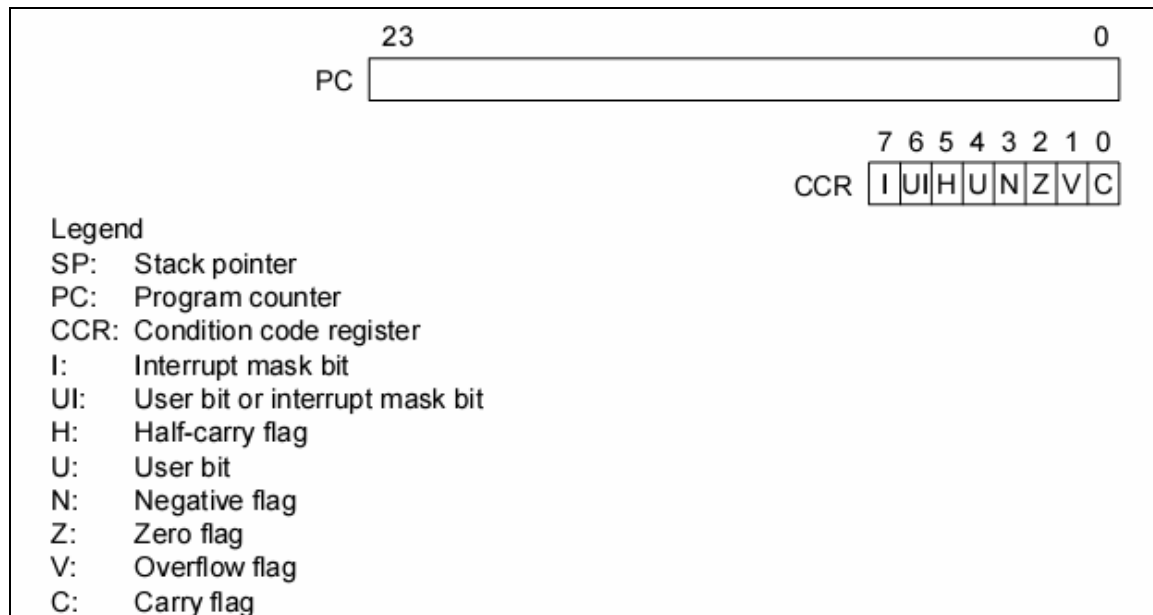 23 0
PC
7 6 5 4 3 2 1 0
CCR I UI H U N Z V C
Legend
SP: Stack pointer
PC: Program counter
CCR: Condition code register
I: Interrupt mask bit
UI: User bit or interrupt mask bit
H: Half-carry flag
U: User bit
N: Negative flag
Z: Zero flag
V: Overflow flag
C: Carry flag